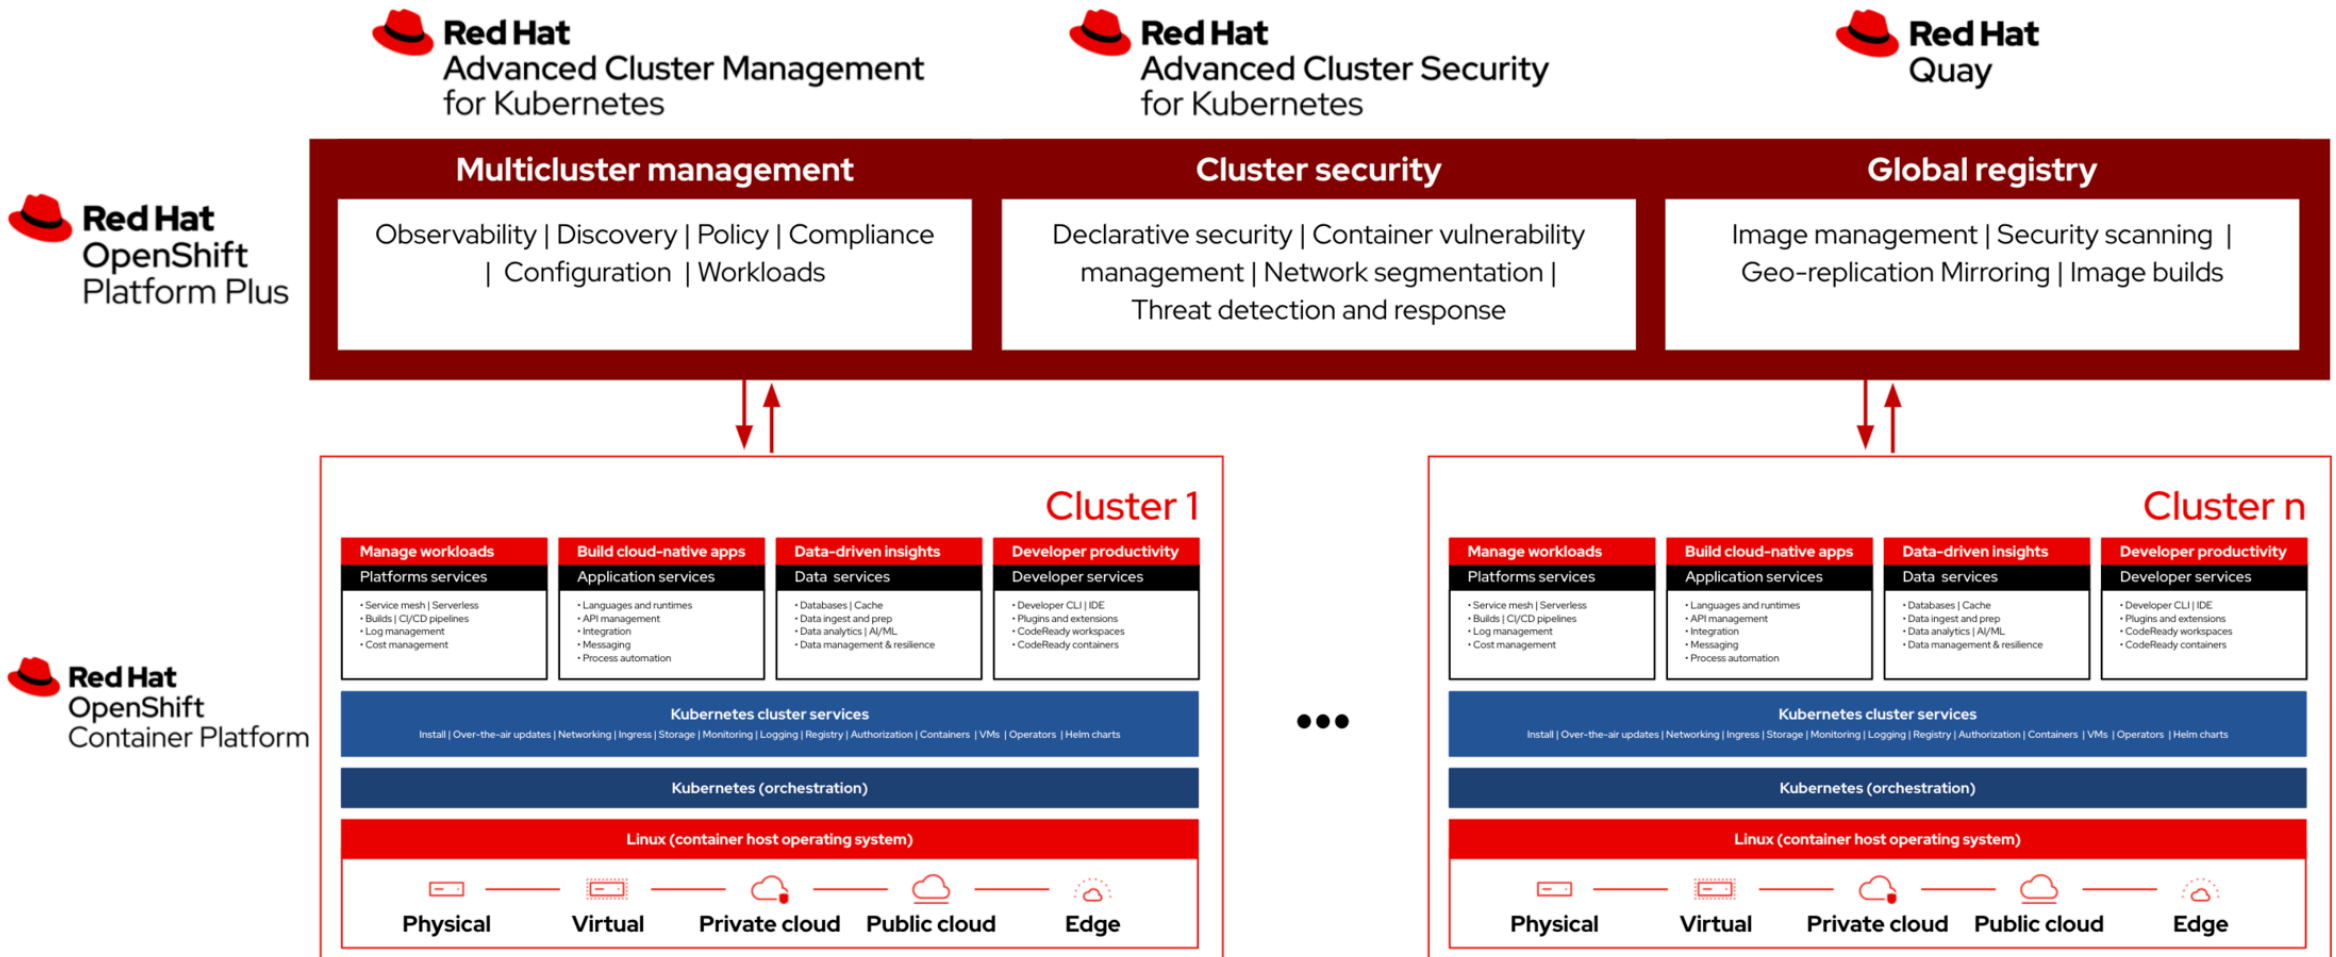 Red Hat
Advanced Cluster Management
for Kubernetes
Red Hat
Advanced Cluster Security
for Kubernetes
Red Hat
Quay
Red Hat
OpenShift
Platform Plus
Multicluster management
Observability | Discovery | Policy | Compliance
| Configuration | Workloads
Cluster security
Declarative security | Container vulnerability
management | Network segmentation |
Threat detection and response
Global registry
Image management | Security scanning |
Geo-replication Mirroring | Image builds
Red Hat
OpenShift
Container Platform
Cluster 1
Manage workloads
Platforms services
• Service mesh | Serverless
• Builds | CI/CD pipelines
• Log management
• Cost management
Build cloud-native apps
Application services
• Languages and runtimes
• API management
• Integration
• Messaging
• Process automation
Data-driven insights
Data services
• Databases | Cache
• Data ingest and prep
• Data analytics | AI/ML
• Data management & resilience
Developer productivity
Developer services
• Developer CLI | IDE
• Plugins and extensions
• CodeReady workspaces
• CodeReady containers
Kubernetes cluster services
Install | Over-the-air updates | Networking | Ingress | Storage | Monitoring | Logging | Registry | Authorization | Containers | VMs | Operators | Helm charts
Kubernetes (orchestration)
Linux (container host operating system)
Physical
Virtual
Private cloud
Public cloud
Edge
•••
Cluster n
Manage workloads
Platforms services
• Service mesh | Serverless
• Builds | CI/CD pipelines
• Log management
• Cost management
Build cloud-native apps
Application services
• Languages and runtimes
• API management
• Integration
• Messaging
• Process automation
Data-driven insights
Data services
• Databases | Cache
• Data ingest and prep
• Data analytics | AI/ML
• Data management & resilience
Developer productivity
Developer services
• Developer CLI | IDE
• Plugins and extensions
• CodeReady workspaces
• CodeReady containers
Kubernetes cluster services
Install | Over-the-air updates | Networking | Ingress | Storage | Monitoring | Logging | Registry | Authorization | Containers | VMs | Operators | Helm charts
Kubernetes (orchestration)
Linux (container host operating system)
Physical
Virtual
Private cloud
Public cloud
Edge